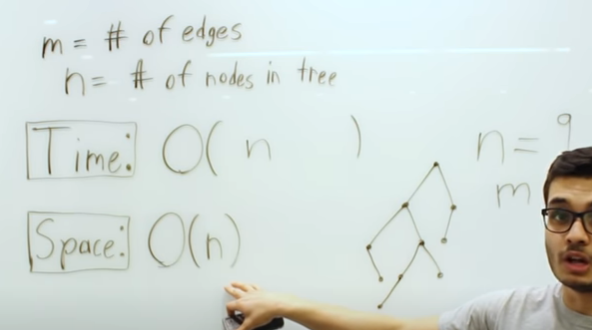 m = # of edges
n = # of nodes in tree
Time: O( n )
Space: O(n)
n = 9
m